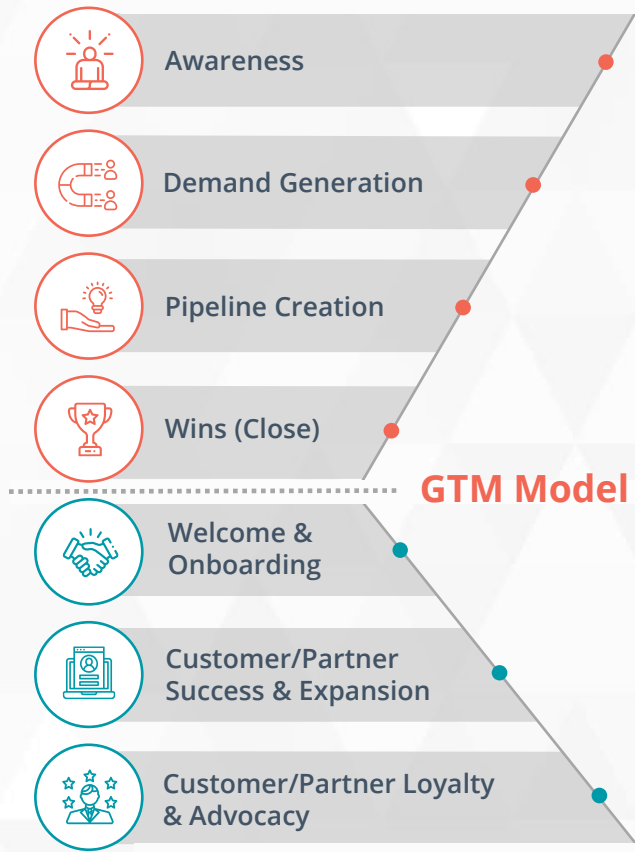 Awareness
Demand Generation
Pipeline Creation
Wins (Close)
GTM Model
Welcome &
Onboarding
Customer/Partner
Success & Expansion
Customer/Partner Loyalty
& Advocacy